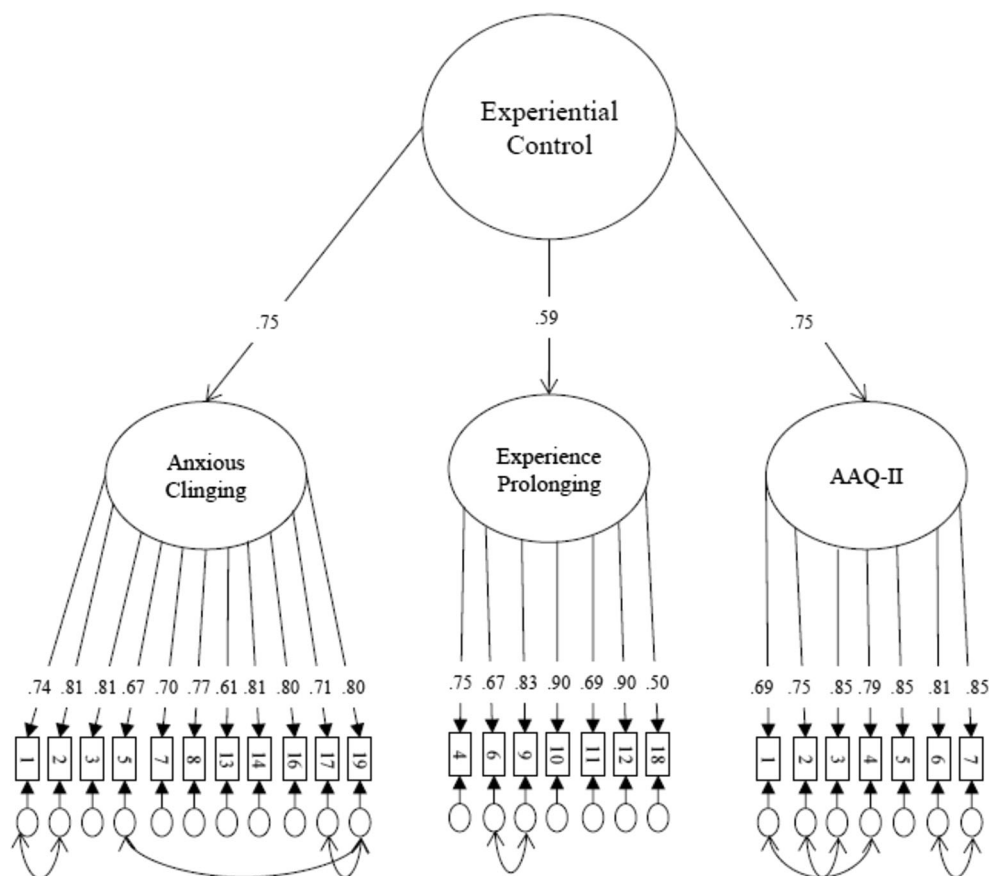 Experiential
Control
.75
.59
.75
Anxious
Clinging
Experience
Prolonging
AAQ-II
.74 .81 .81 .67 .70 .77 .61 .81 .80 .71 .80
.75 .67 .83 .90 .69 .90 .50
.69 .75 .85 .79 .85 .81 .85
1 2 3 5 7 8 13 14 16 17 19
4 6 9 10 11 12 18
1 2 3 4 5 6 7